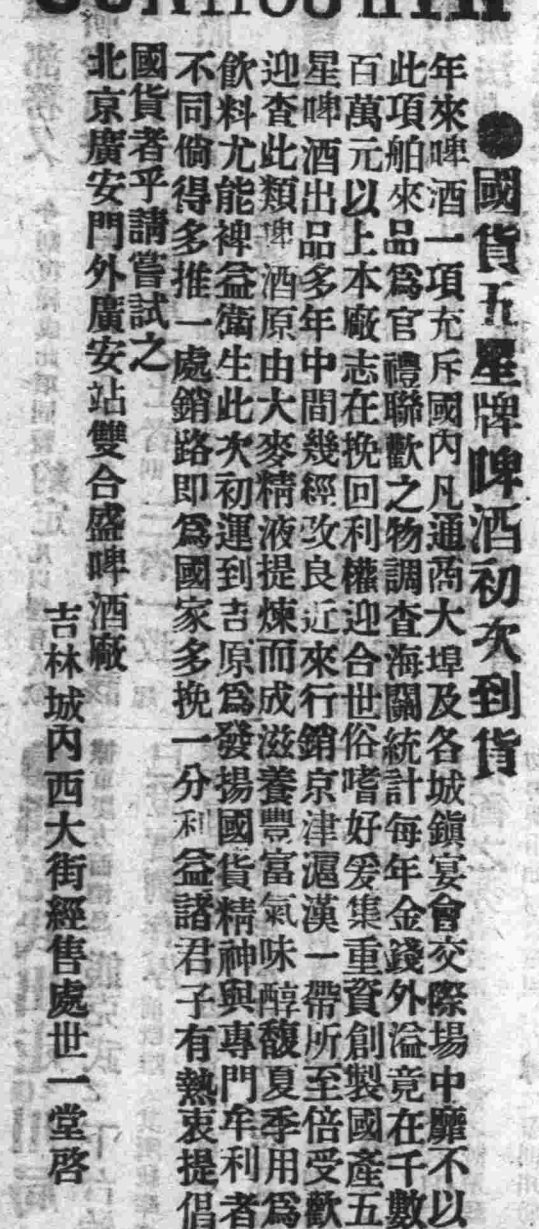 ●國貨五星牌啤酒初次到貨
年來啤酒一項充斥國內凡通商大埠及各城鎭宴會交際場中靡不以
此項舶來品爲官禮聯歡之物調查海關統計每年金錢外溢竟在千數
百萬元以上本廠志在挽回利權迎合世俗嗜好爰集重資創製國產五
星啤酒出品多年中間幾經改良近來行銷京津滬漢一帶所至倍受歡
迎查此類啤酒原由大麥精液提煉而成滋養豐富氣味醇馥夏季用爲
飲料尤能裨益衛生此次初運到吉原爲發揚國貨精神與專門牟利者
不同倘得多推一處銷路即爲國家多挽一分利益諸君子有熱衷提倡
國貨者乎請嘗試之
北京廣安門外廣安站雙合盛啤酒廠
吉林城內西大街經售處世一堂啓